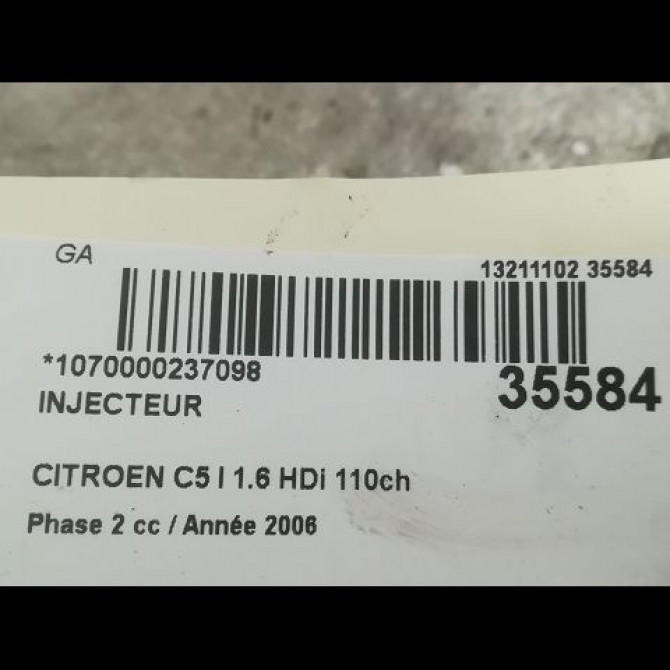 GA
13211102 35584
*1070000237098
35584
INJECTEUR
CITROEN C5 I 1.6 HDi 110ch
Phase 2 cc / Année 2006